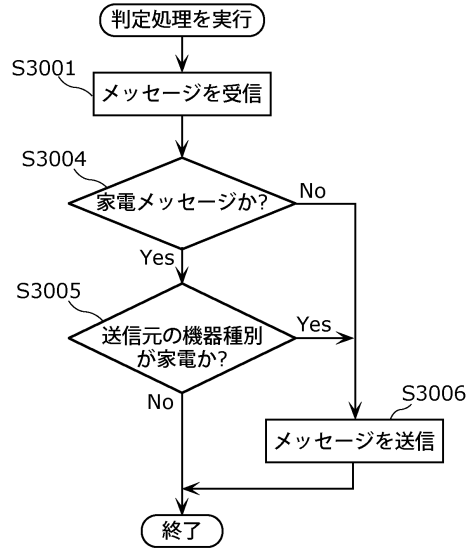 判定処理を実行
S3001
メッセージを受信
S3004
家電メッセージか?
No
Yes
S3005
送信元の機器種別
が家電か?
Yes
No
S3006
メッセージを送信
終了